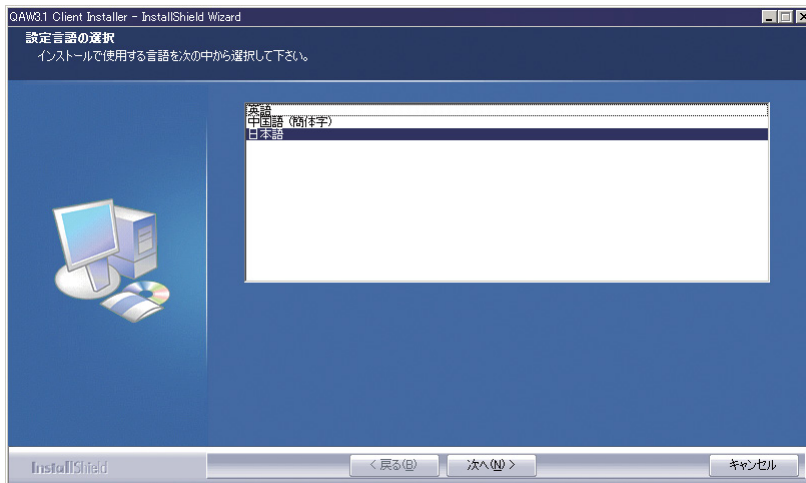 QAW3.1 Client Installer - InstallShield Wizard
設定言語の選択
インストールで使用する言語を次の中から選択して下さい。
英語
中国語 (簡体字)
日本語
InstallShield
< 戻る(B)
次へ(N) >
キャンセル